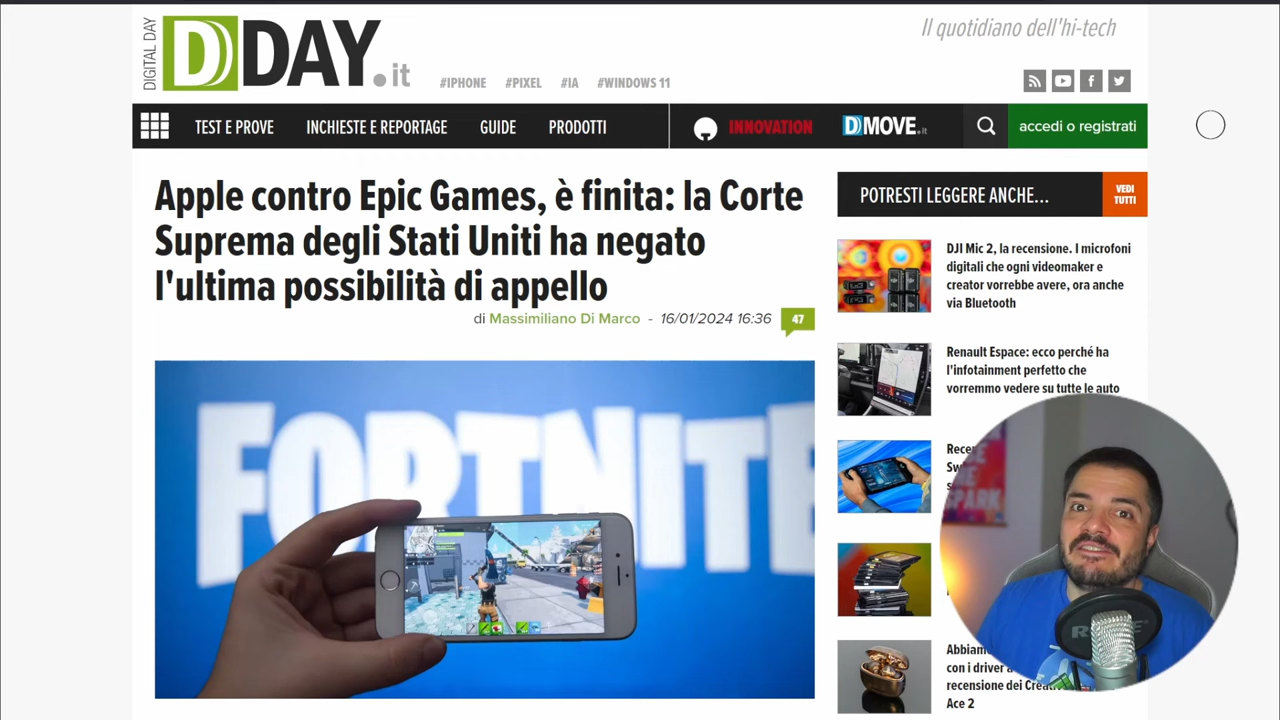 DIGITAL DAY
DDAY.it
Il quotidiano dell'hi-tech
#IPHONE #PIXEL #IA #WINDOWS 11
TEST E PROVE INCHIESTE E REPORTAGE GUIDE PRODOTTI INNOVATION DMOVE.it accedi o registrati
Apple contro Epic Games, è finita: la Corte
Suprema degli Stati Uniti ha negato
l'ultima possibilità di appello
di Massimiliano Di Marco - 16/01/2024 16:36 47
FORTNITE
POTRESTI LEGGERE ANCHE...
VEDI
TUTTI
DJI Mic 2, la recensione. I microfoni
digitali che ogni videomaker e
creator vorrebbe avere, ora anche
via Bluetooth
Renault Espace: ecco perché ha
l'infotainment perfetto che
vorremmo vedere su tutte le auto
Rece
Sw
s
Abbiam
con i driver a
recensione dei Crea
Ace 2
SPARK
RØDE